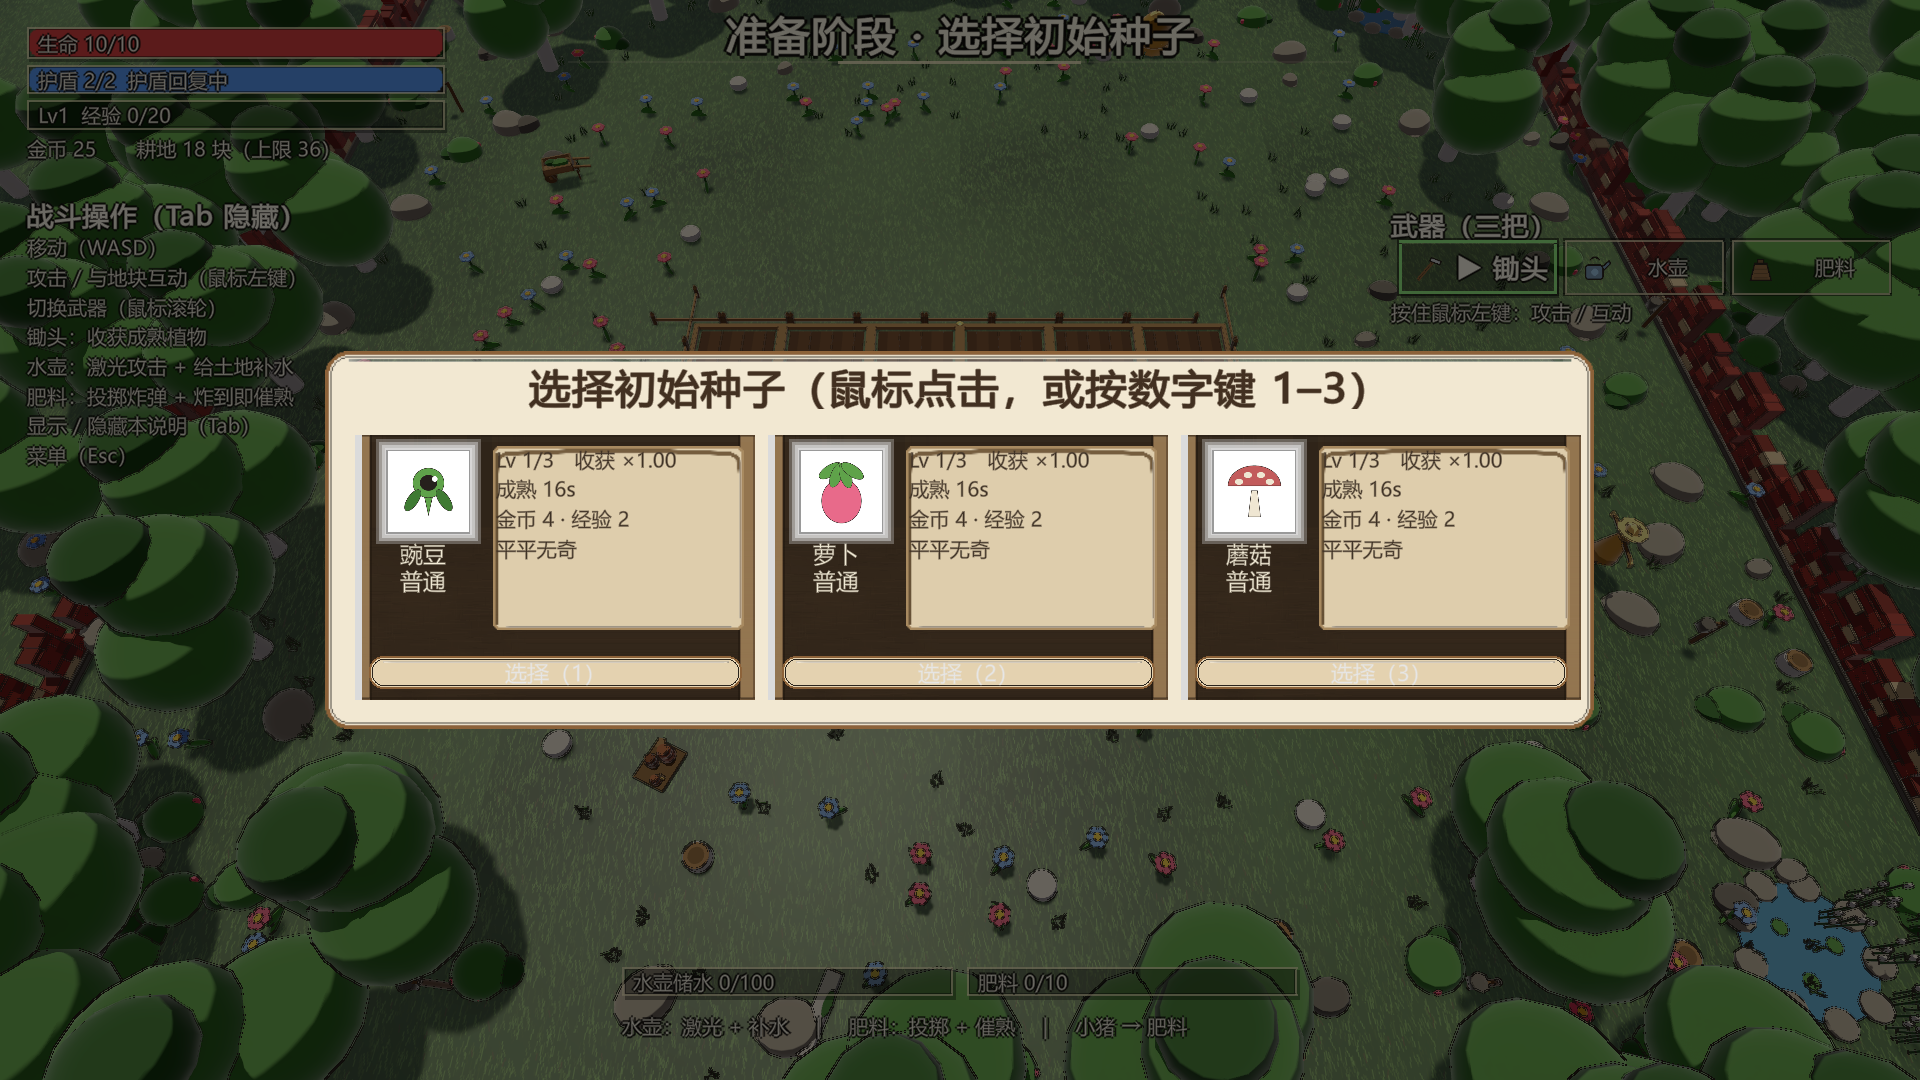 准备阶段 · 选择初始种子
生命 10/10
护盾 2/2 护盾回复中
Lv1 经验 0/20
金币 25 耕地 18 块（上限 36）
战斗操作（Tab 隐藏）
移动（WASD）
攻击 / 与地块互动（鼠标左键）
切换武器（鼠标滚轮）
锄头：收获成熟植物
水壶：激光攻击 + 给土地补水
肥料：投掷炸弹 + 炸到即催熟
显示 / 隐藏本说明（Tab）
菜单（Esc）
武器（三把）
▶ 锄头
水壶
肥料
按住鼠标左键：攻击 / 互动
选择初始种子（鼠标点击，或按数字键 1–3）
豌豆
普通
Lv 1/3 收获 ×1.00
成熟 16s
金币 4 · 经验 2
平平无奇
选择（1）
萝卜
普通
Lv 1/3 收获 ×1.00
成熟 16s
金币 4 · 经验 2
平平无奇
选择（2）
蘑菇
普通
Lv 1/3 收获 ×1.00
成熟 16s
金币 4 · 经验 2
平平无奇
选择（3）
水壶储水 0/100
肥料 0/10
水壶：激光 + 补水 | 肥料：投掷 + 催熟 | 小猪 → 肥料